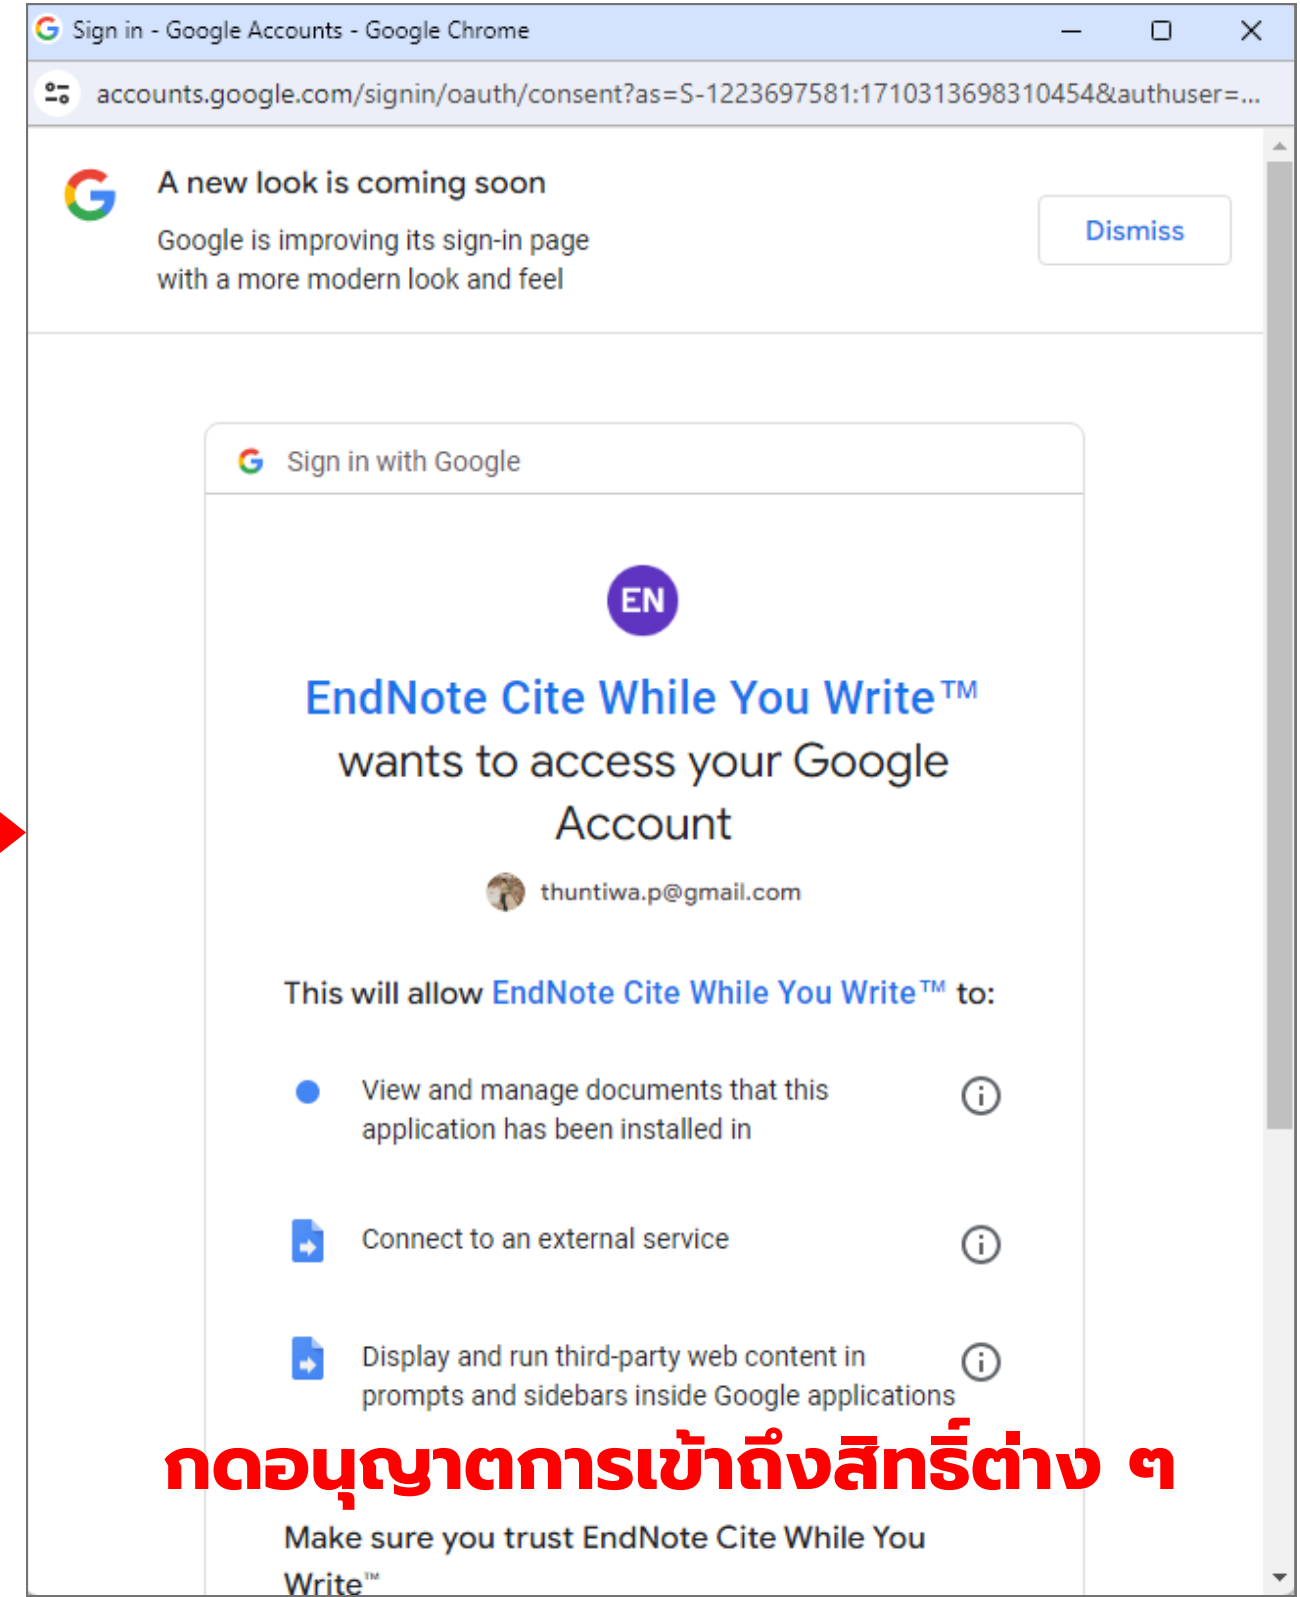 Sign in - Google Accounts - Google Chrome
accounts.google.com/signin/oauth/consent?as=S-1223697581:1710313698310454&authuser=...
A new look is coming soon
Google is improving its sign-in page
with a more modern look and feel
Dismiss
Sign in with Google
EN
EndNote Cite While You Write™
wants to access your Google
Account
thuntiwa.p@gmail.com
This will allow EndNote Cite While You Write™ to:
View and manage documents that this
application has been installed in
Connect to an external service
Display and run third-party web content in
prompts and sidebars inside Google applications
กดอนุญาตการเข้าถึงสิทธิ์ต่าง ๆ
Make sure you trust EndNote Cite While You
Write™